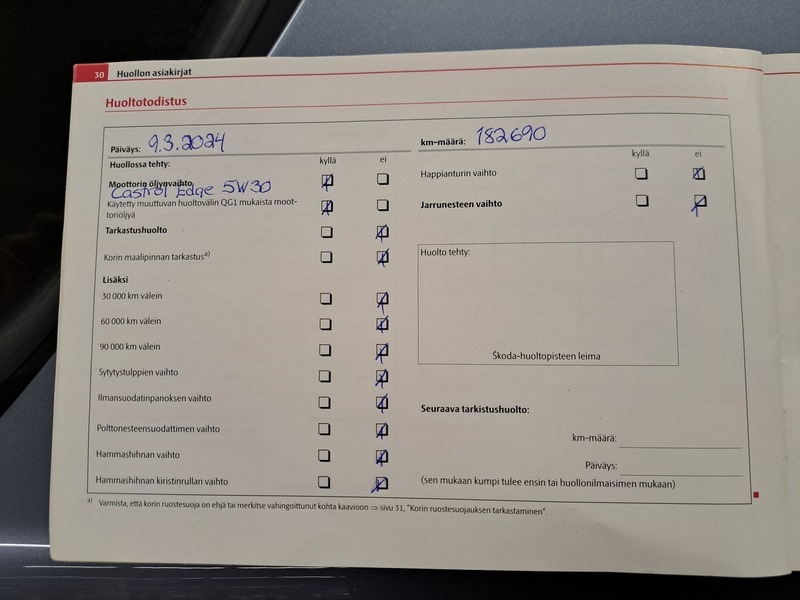 30 Huollon asiakirjat
Huoltotodistus
Päiväys: 9.3.2024
Huollossa tehty: kyllä ei
Moottorin öljynvaihto
Castrol Edge 5W30
Käytetty muuttuvan huoltovälin QG1 mukaista moot-
toriöljyä
Tarkastushuolto
Korin maalipinnan tarkastus a)
Lisäksi
30 000 km välein
60 000 km välein
90 000 km välein
Sytytystulppien vaihto
Ilmansuodatinpanoksen vaihto
Polttonesteensuodattimen vaihto
Hammashihnan vaihto
Hammashihnan kiristinrullan vaihto
km-määrä: 182690
kyllä ei
Happianturin vaihto
Jarrunesteen vaihto
Huolto tehty:
Škoda-huoltopisteen leima
Seuraava tarkistushuolto:
km-määrä:
Päiväys:
(sen mukaan kumpi tulee ensin tai huollonilmaisimen mukaan)
a) Varmista, että korin ruostesuoja on ehjä tai merkitse vahingoittunut kohta kaavioon ⇒ sivu 31, "Korin ruostesuojauksen tarkastaminen".